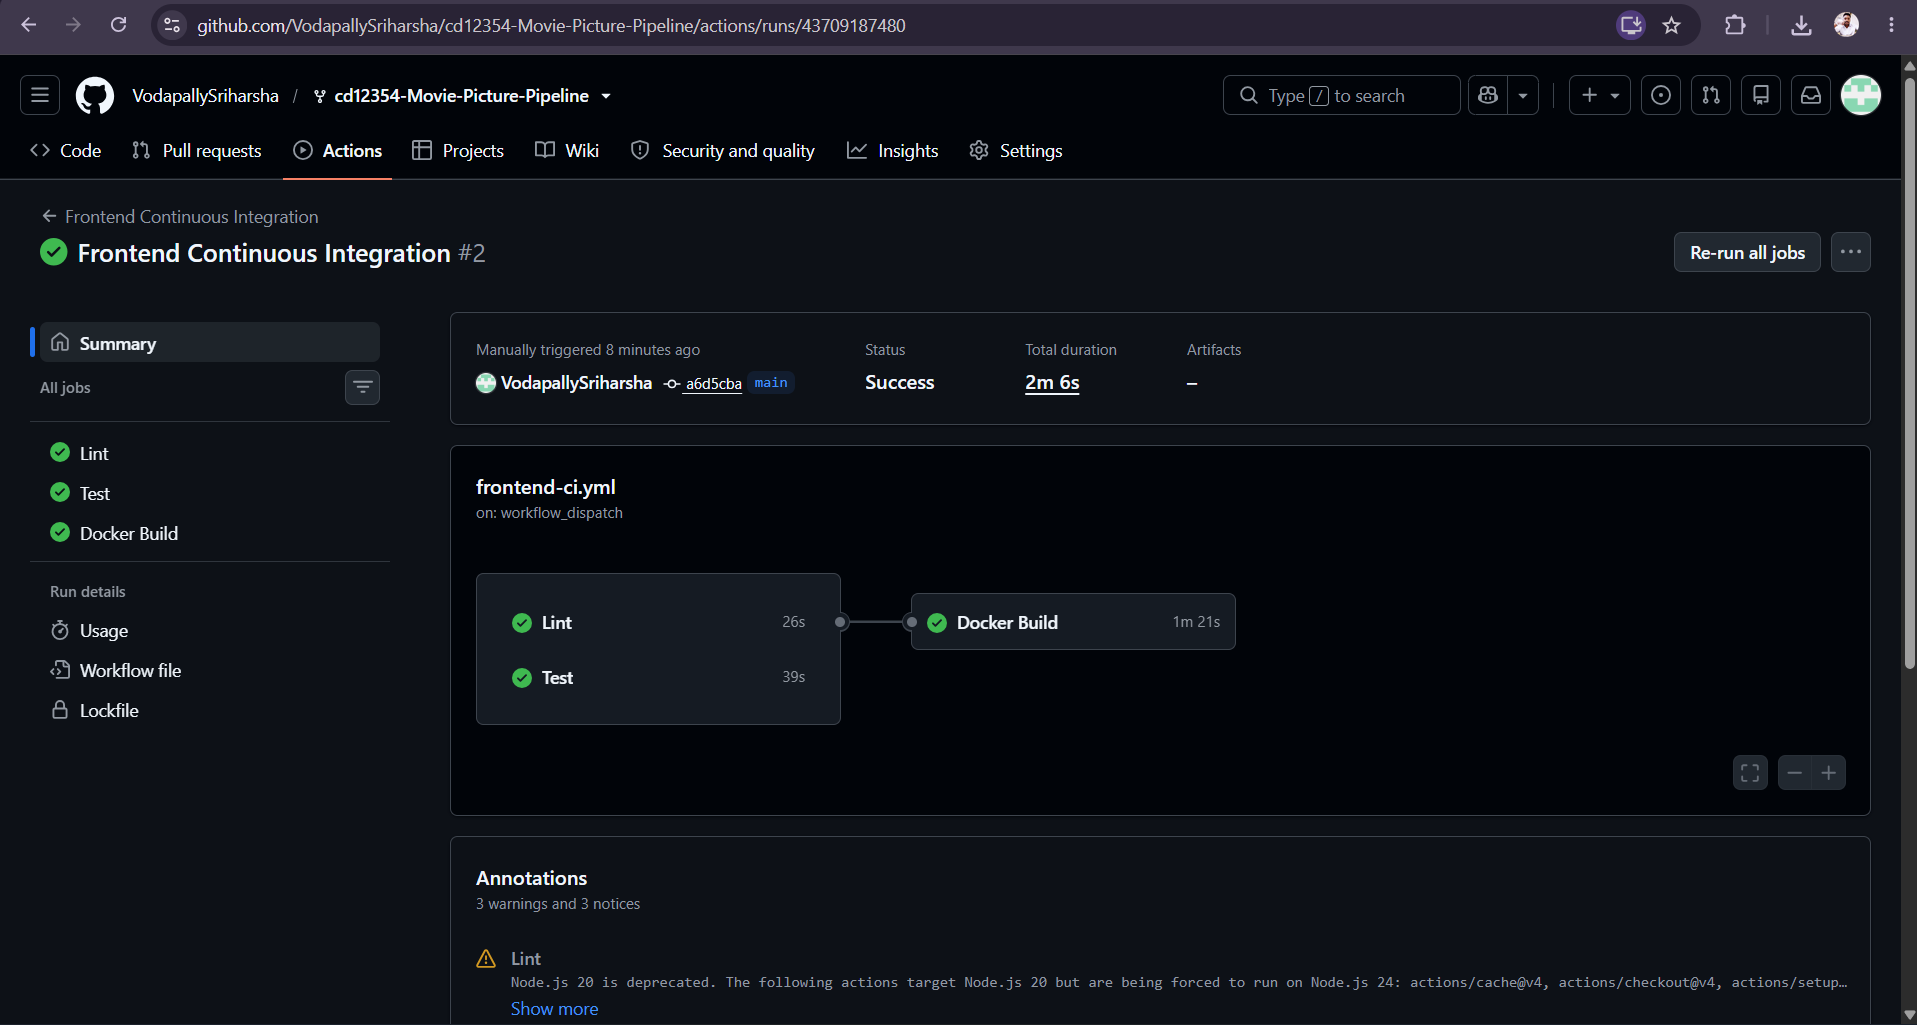 github.com/VodapallySriharsha/cd12354-Movie-Picture-Pipeline/actions/runs/43709187480
VodapallySriharsha / cd12354-Movie-Picture-Pipeline
Type / to search
Code Pull requests Actions Projects Wiki Security and quality Insights Settings
Frontend Continuous Integration
Frontend Continuous Integration #2
Re-run all jobs
Summary
All jobs
Lint
Test
Docker Build
Run details
Usage
Workflow file
Lockfile
Manually triggered 8 minutes ago
VodapallySriharsha a6d5cba main
Status
Success
Total duration
2m 6s
Artifacts
–
frontend-ci.yml
on: workflow_dispatch
Lint 26s
Test 39s
Docker Build 1m 21s
Annotations
3 warnings and 3 notices
Lint
Node.js 20 is deprecated. The following actions target Node.js 20 but are being forced to run on Node.js 24: actions/cache@v4, actions/checkout@v4, actions/setup…
Show more